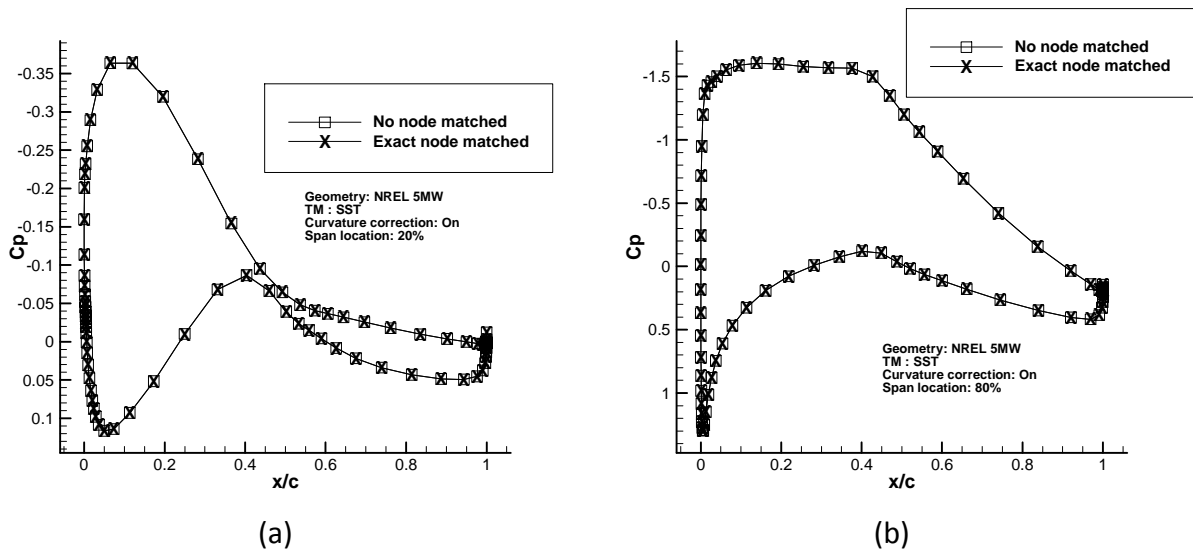 -0.35
-0.3
-0.25
-0.2
-0.15
-0.1
-0.05
0
0.05
0.1
Cp
No node matched
Exact node matched
Geometry: NREL 5MW
TM : SST
Curvature correction: On
Span location: 20%
0 0.2 0.4 0.6 0.8 1
x/c
(a)
-1.5
-1
-0.5
0
0.5
1
Cp
No node matched
Exact node matched
Geometry: NREL 5MW
TM : SST
Curvature correction: On
Span location: 80%
0 0.2 0.4 0.6 0.8 1
x/c
(b)